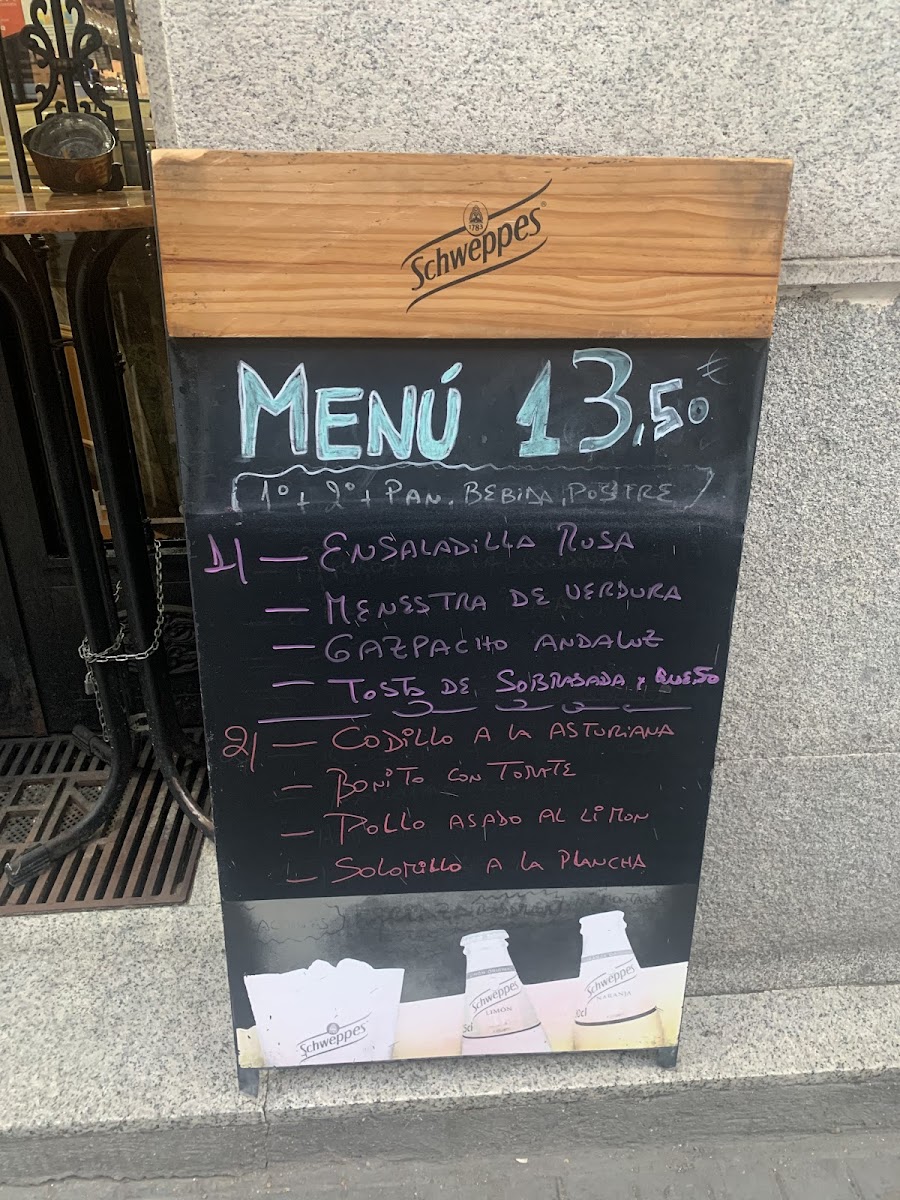 1783
Schweppes
MENÚ 13,50 €
1º + 2º + PAN, BEBIDA, POSTRE
1/ — ENSALADILLA RUSA
— MENESTRA DE VERDURA
— GAZPACHO ANDALUZ
— TOSTA DE SOBRASADA Y QUESO
2/ — CODILLO A LA ASTURIANA
— BONITO CON TOMATE
— POLLO ASADO AL LIMON
— SOLOMILLO A LA PLANCHA
Schweppes
Schweppes
LIMÓN
Schweppes
NARANJA